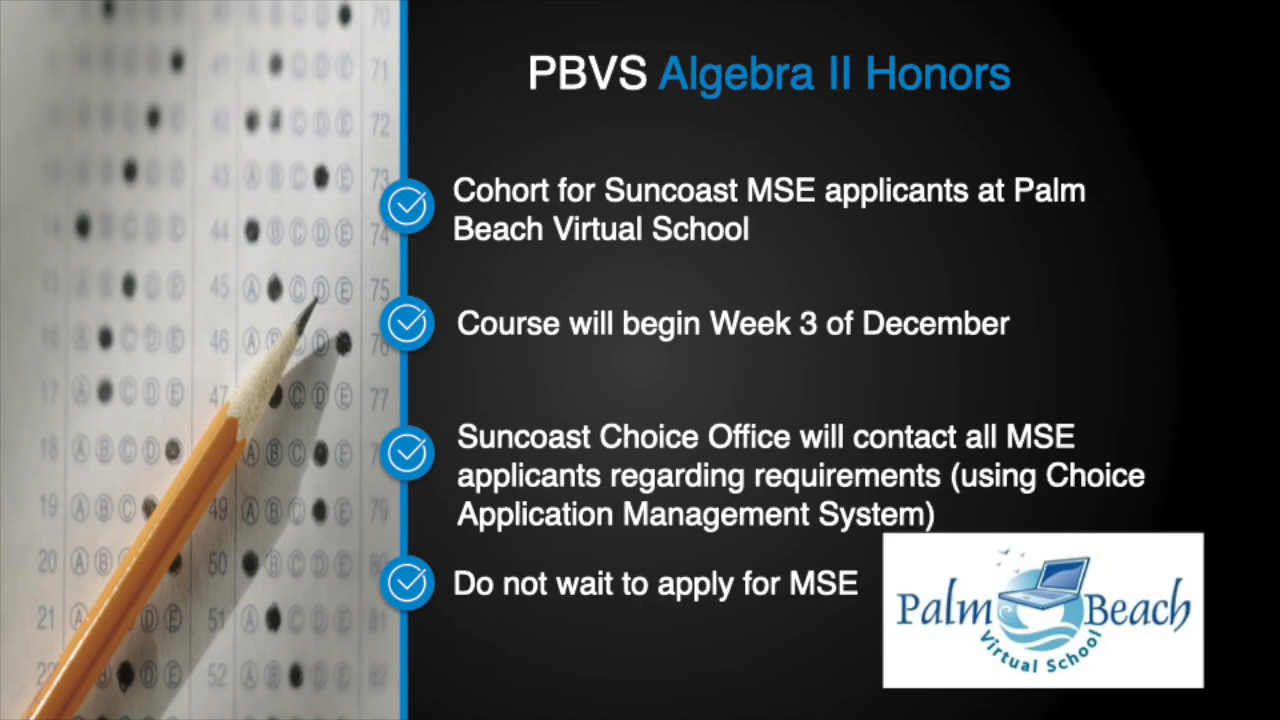 PBVS Algebra II Honors
Cohort for Suncoast MSE applicants at Palm
Beach Virtual School
Course will begin Week 3 of December
Suncoast Choice Office will contact all MSE
applicants regarding requirements (using Choice
Application Management System)
Do not wait to apply for MSE
Palm Beach
Virtual School